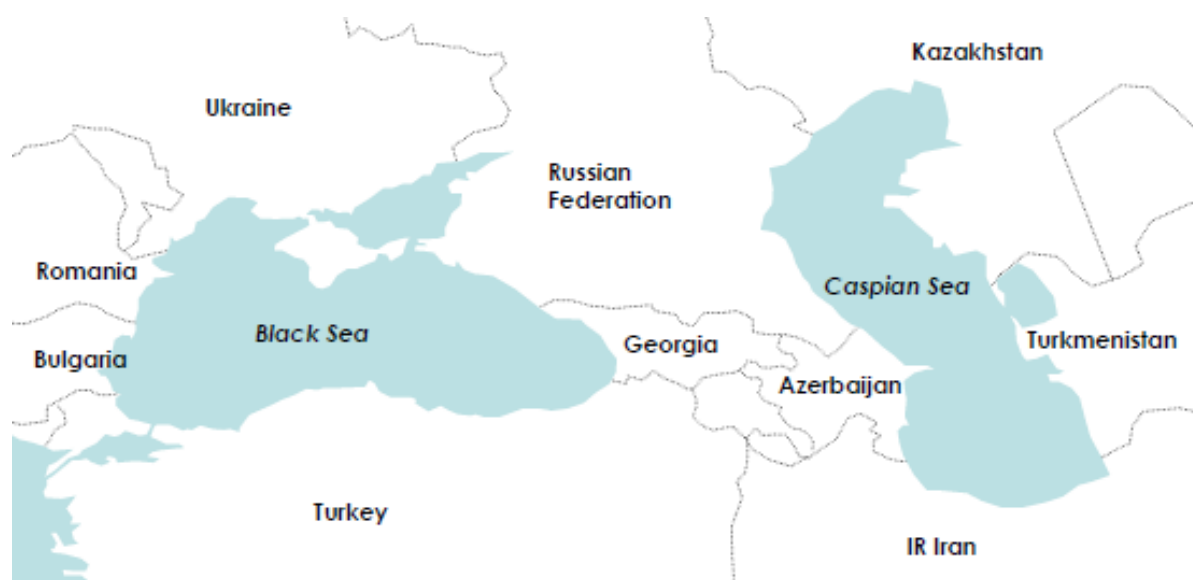 Kazakhstan
Ukraine
Russian
Federation
Romania
Caspian Sea
Black Sea
Georgia
Turkmenistan
Bulgaria
Azerbaijan
Turkey
IR Iran